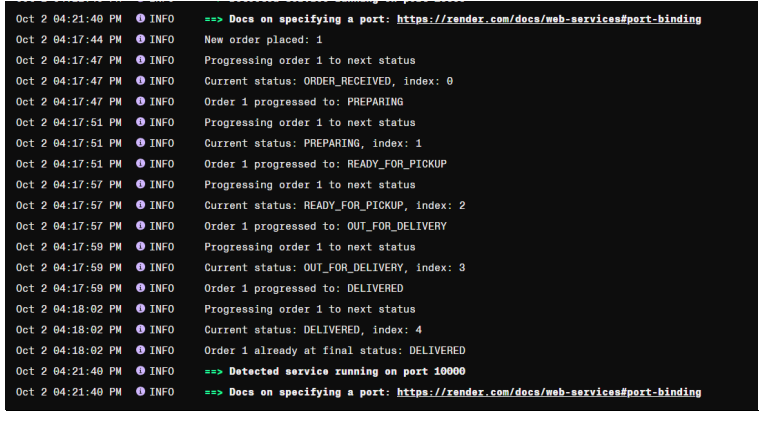 Oct 2 04:21:40 PM INFO ==> Docs on specifying a port: https://render.com/docs/web-services#port-binding
Oct 2 04:17:44 PM INFO New order placed: 1
Oct 2 04:17:47 PM INFO Progressing order 1 to next status
Oct 2 04:17:47 PM INFO Current status: ORDER_RECEIVED, index: 0
Oct 2 04:17:47 PM INFO Order 1 progressed to: PREPARING
Oct 2 04:17:51 PM INFO Progressing order 1 to next status
Oct 2 04:17:51 PM INFO Current status: PREPARING, index: 1
Oct 2 04:17:51 PM INFO Order 1 progressed to: READY_FOR_PICKUP
Oct 2 04:17:57 PM INFO Progressing order 1 to next status
Oct 2 04:17:57 PM INFO Current status: READY_FOR_PICKUP, index: 2
Oct 2 04:17:57 PM INFO Order 1 progressed to: OUT_FOR_DELIVERY
Oct 2 04:17:59 PM INFO Progressing order 1 to next status
Oct 2 04:17:59 PM INFO Current status: OUT_FOR_DELIVERY, index: 3
Oct 2 04:17:59 PM INFO Order 1 progressed to: DELIVERED
Oct 2 04:18:02 PM INFO Progressing order 1 to next status
Oct 2 04:18:02 PM INFO Current status: DELIVERED, index: 4
Oct 2 04:18:02 PM INFO Order 1 already at final status: DELIVERED
Oct 2 04:21:40 PM INFO ==> Detected service running on port 10000
Oct 2 04:21:40 PM INFO ==> Docs on specifying a port: https://render.com/docs/web-services#port-binding